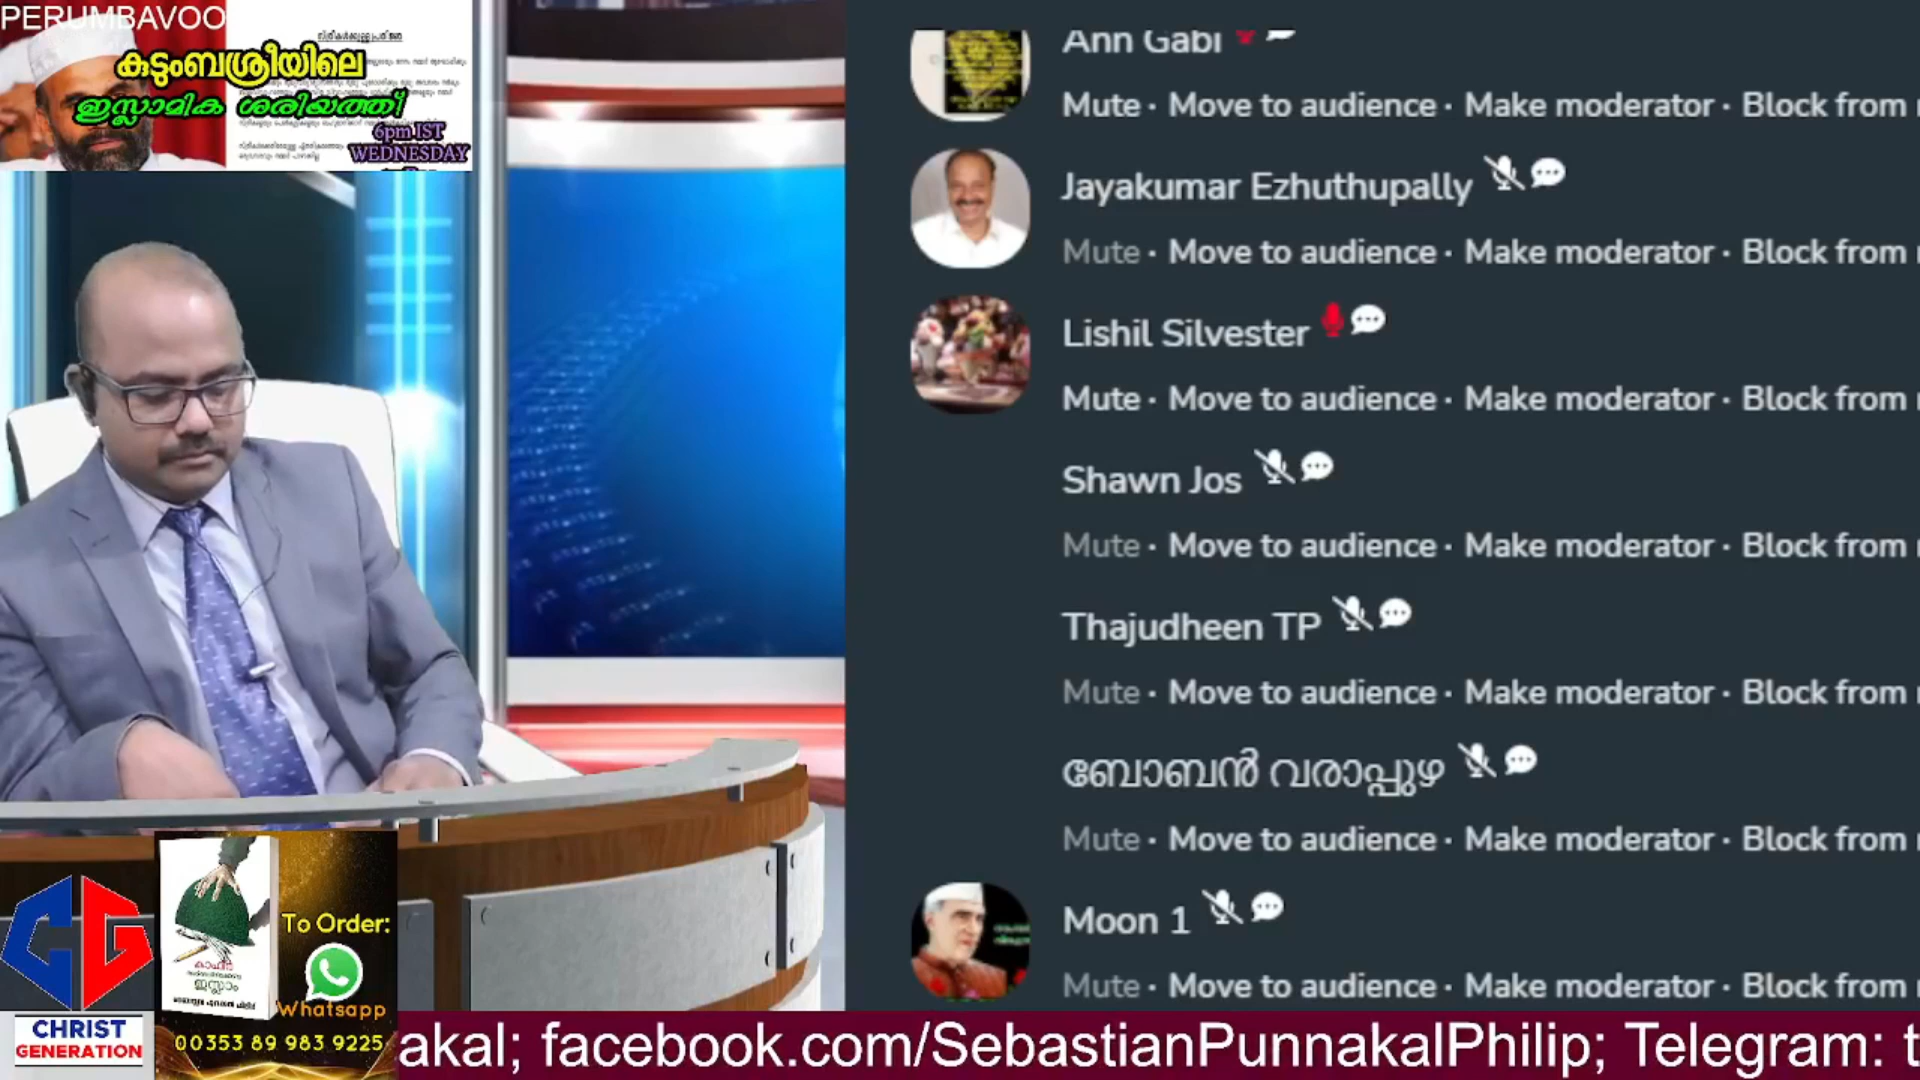 PERUMBAVOO
കുടുംബശ്രീയിലെ
ഇസ്ലാമിക ശരിയത്ത്
6pm IST
WEDNESDAY
Ann Gabi
Mute · Move to audience · Make moderator · Block from
Jayakumar Ezhuthupally
Mute · Move to audience · Make moderator · Block from
Lishil Silvester
Mute · Move to audience · Make moderator · Block from
Shawn Jos
Mute · Move to audience · Make moderator · Block from
Thajudheen TP
Mute · Move to audience · Make moderator · Block from
ബോബൻ വരാപ്പുഴ
Mute · Move to audience · Make moderator · Block from
Moon 1
Mute · Move to audience · Make moderator · Block from
CG
CHRIST
GENERATION
ഇസ്ലാം
To Order:
Whatsapp
00353 89 983 9225
akal; facebook.com/SebastianPunnakalPhilip; Telegram: t